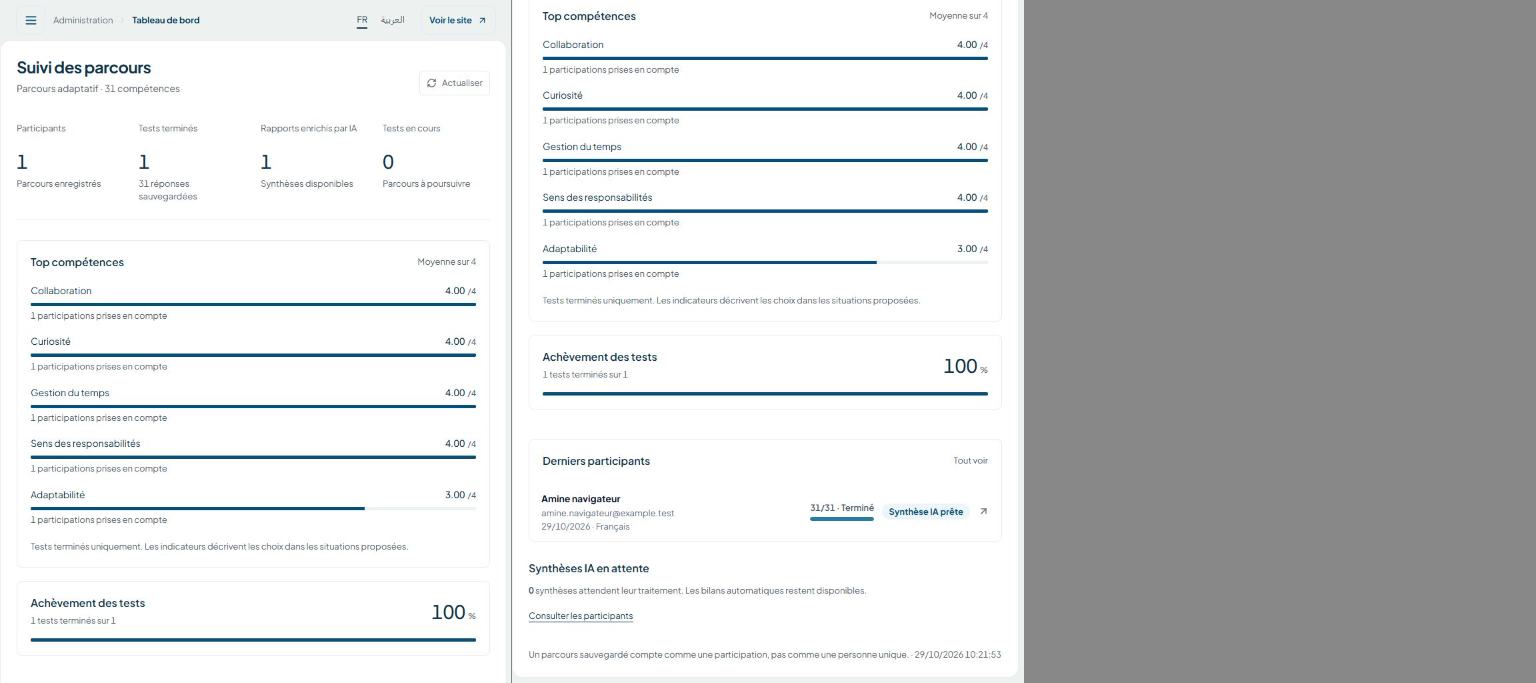 Administration / Tableau de bord
FR العربية Voir le site
Suivi des parcours
Parcours adaptatif · 31 compétences
Actualiser
Participants
1
Parcours enregistrés
Tests terminés
1
31 réponses
sauvegardées
Rapports enrichis par IA
1
Synthèses disponibles
Tests en cours
0
Parcours à poursuivre
Top compétences Moyenne sur 4
Collaboration 4.00 /4
1 participations prises en compte
Curiosité 4.00 /4
1 participations prises en compte
Gestion du temps 4.00 /4
1 participations prises en compte
Sens des responsabilités 4.00 /4
1 participations prises en compte
Adaptabilité 3.00 /4
1 participations prises en compte
Tests terminés uniquement. Les indicateurs décrivent les choix dans les situations proposées.
Achèvement des tests
1 tests terminés sur 1
100 %
Top compétences Moyenne sur 4
Collaboration 4.00 /4
1 participations prises en compte
Curiosité 4.00 /4
1 participations prises en compte
Gestion du temps 4.00 /4
1 participations prises en compte
Sens des responsabilités 4.00 /4
1 participations prises en compte
Adaptabilité 3.00 /4
1 participations prises en compte
Tests terminés uniquement. Les indicateurs décrivent les choix dans les situations proposées.
Achèvement des tests
1 tests terminés sur 1
100 %
Derniers participants Tout voir
Amine navigateur
amine.navigateur@example.test
29/10/2026 · Français
31/31 · Terminé
Synthèse IA prête
Synthèses IA en attente
0 synthèses attendent leur traitement. Les bilans automatiques restent disponibles.
Consulter les participants
Un parcours sauvegardé compte comme une participation, pas comme une personne unique. · 29/10/2026 10:21:53